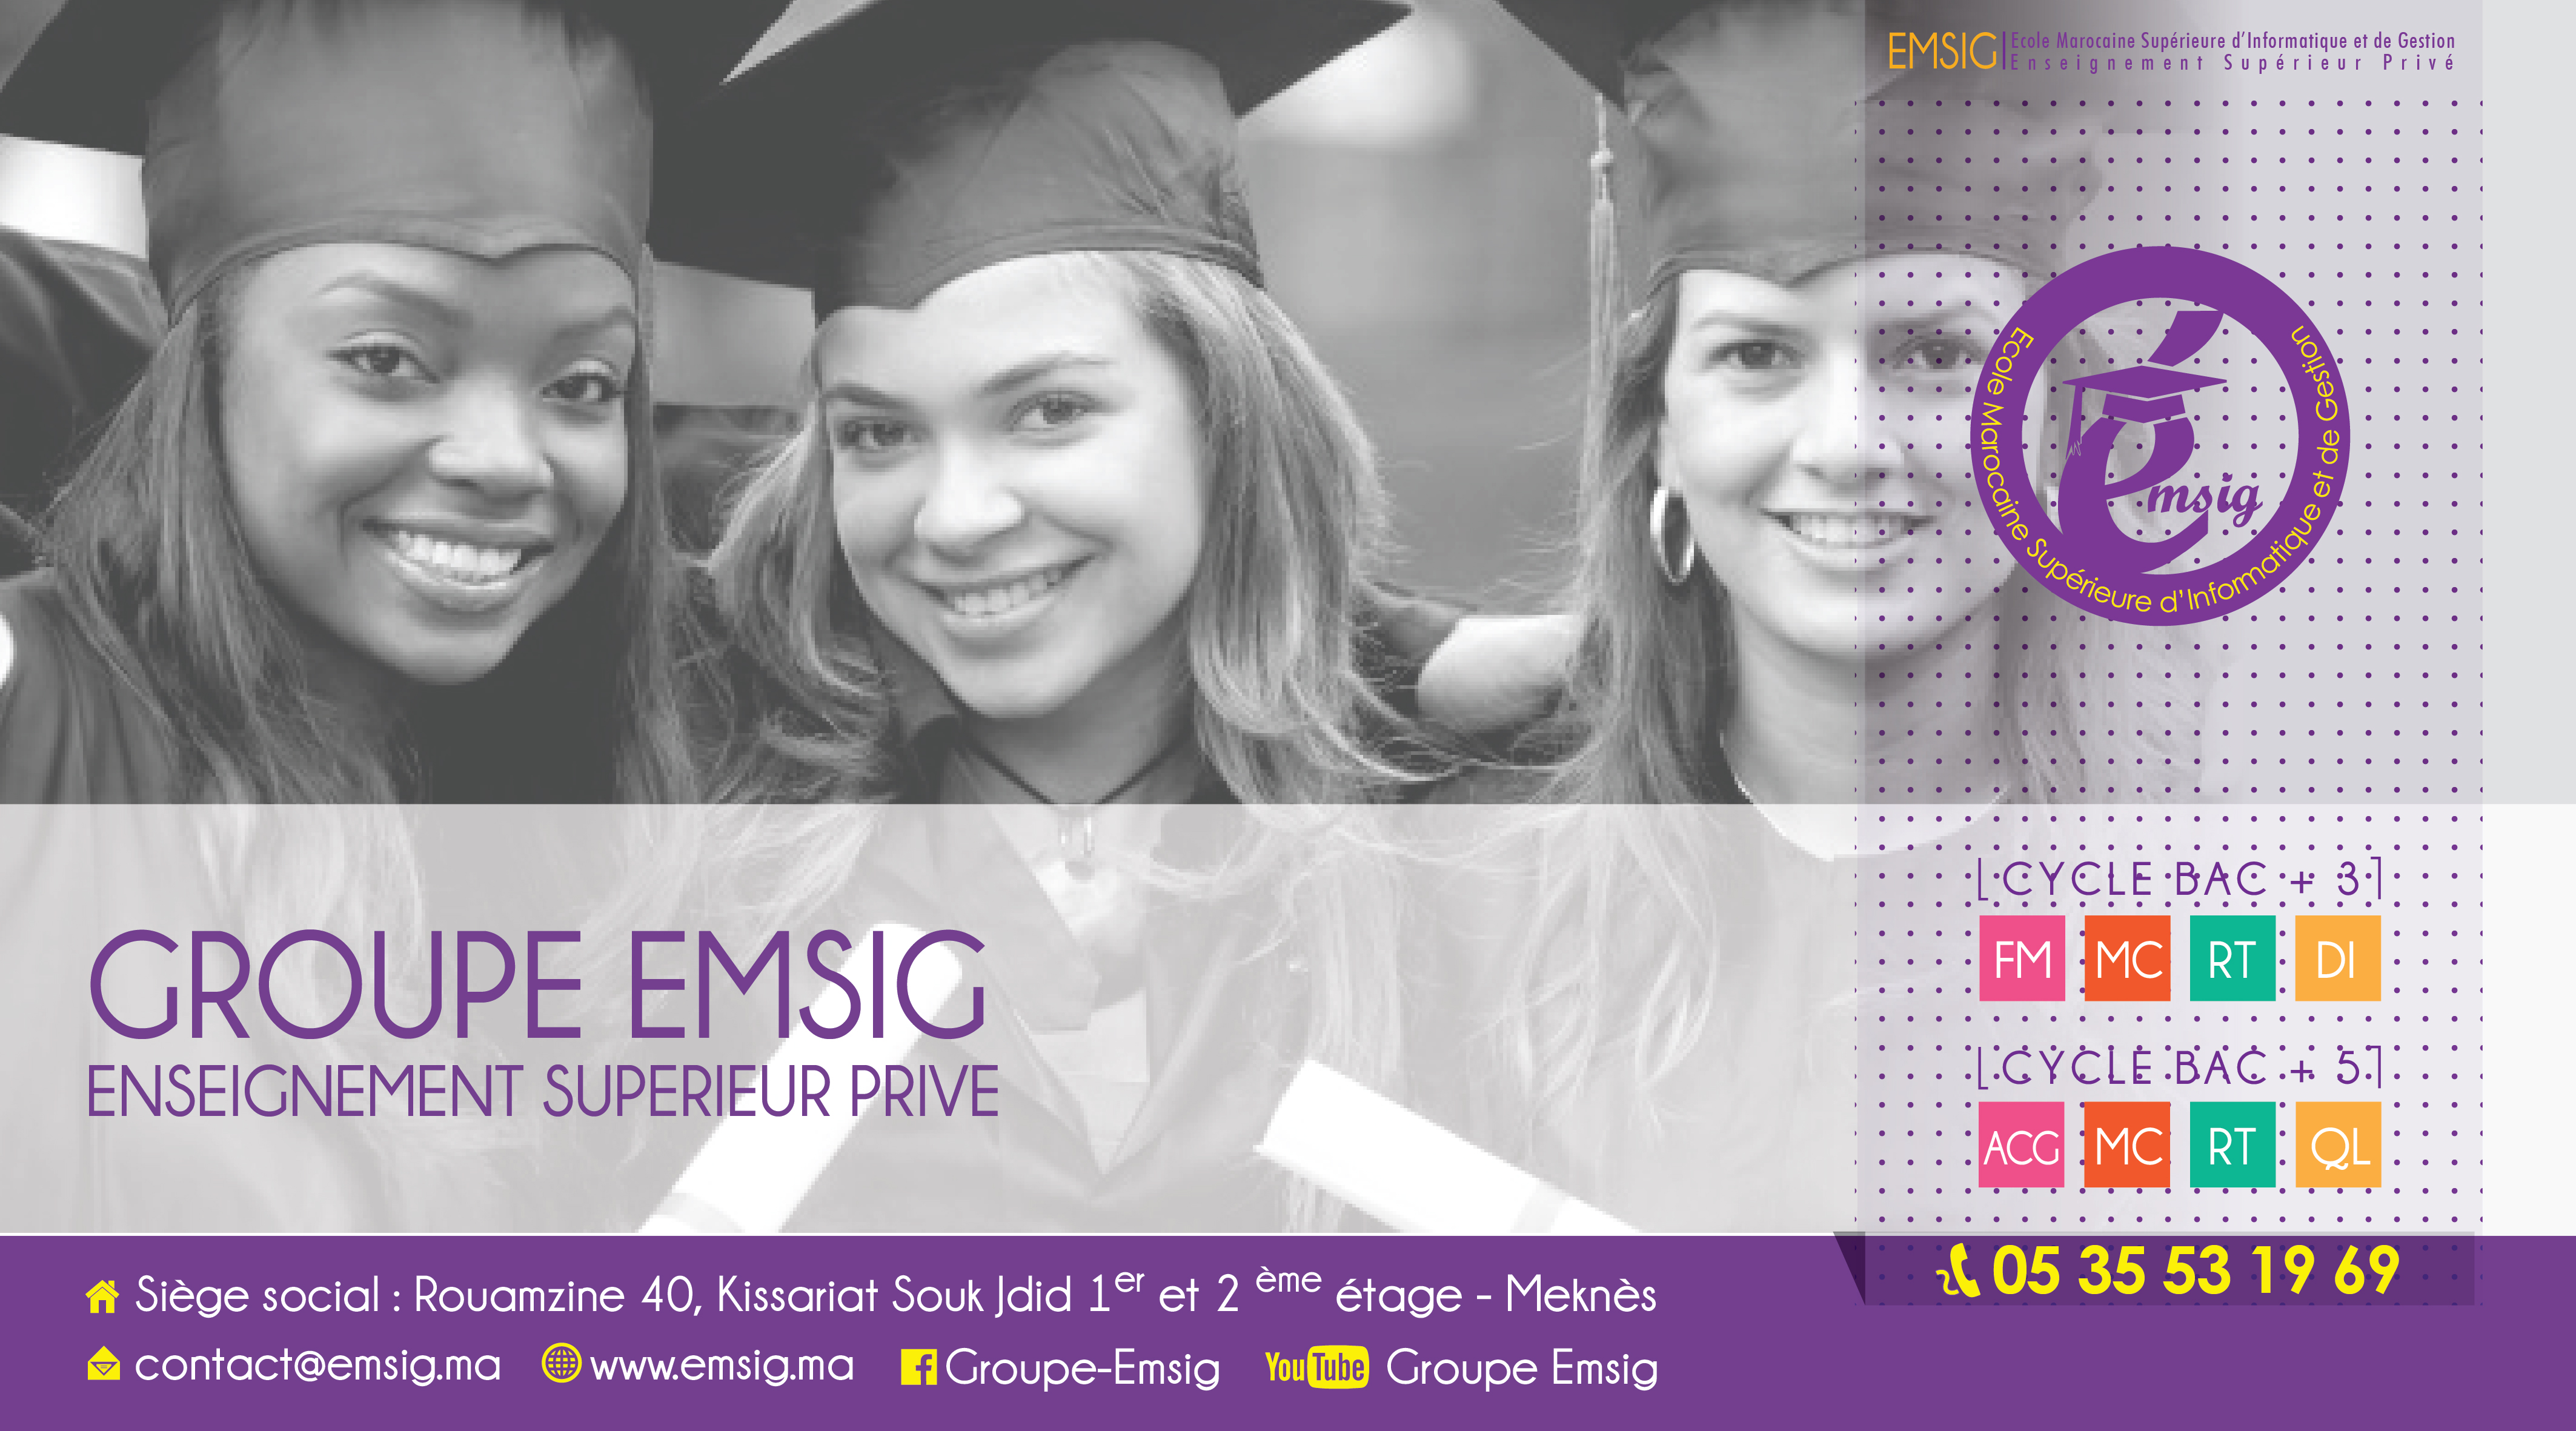 EMSIG
Ecole Marocaine Supérieure d'Informatique et de Gestion
Enseignement Supérieur Privé
Ecole Marocaine Supérieure d'Informatique et de Gestion
émsig
GROUPE EMSIG
ENSEIGNEMENT SUPERIEUR PRIVE
[CYCLE BAC + 3]
FM MC RT DI
[CYCLE BAC + 5]
ACG MC RT QL
05 35 53 19 69
Siège social : Rouamzine 40, Kissariat Souk Jdid 1er et 2 ème étage - Meknès
contact@emsig.ma www.emsig.ma f Groupe-Emsig YouTube Groupe Emsig